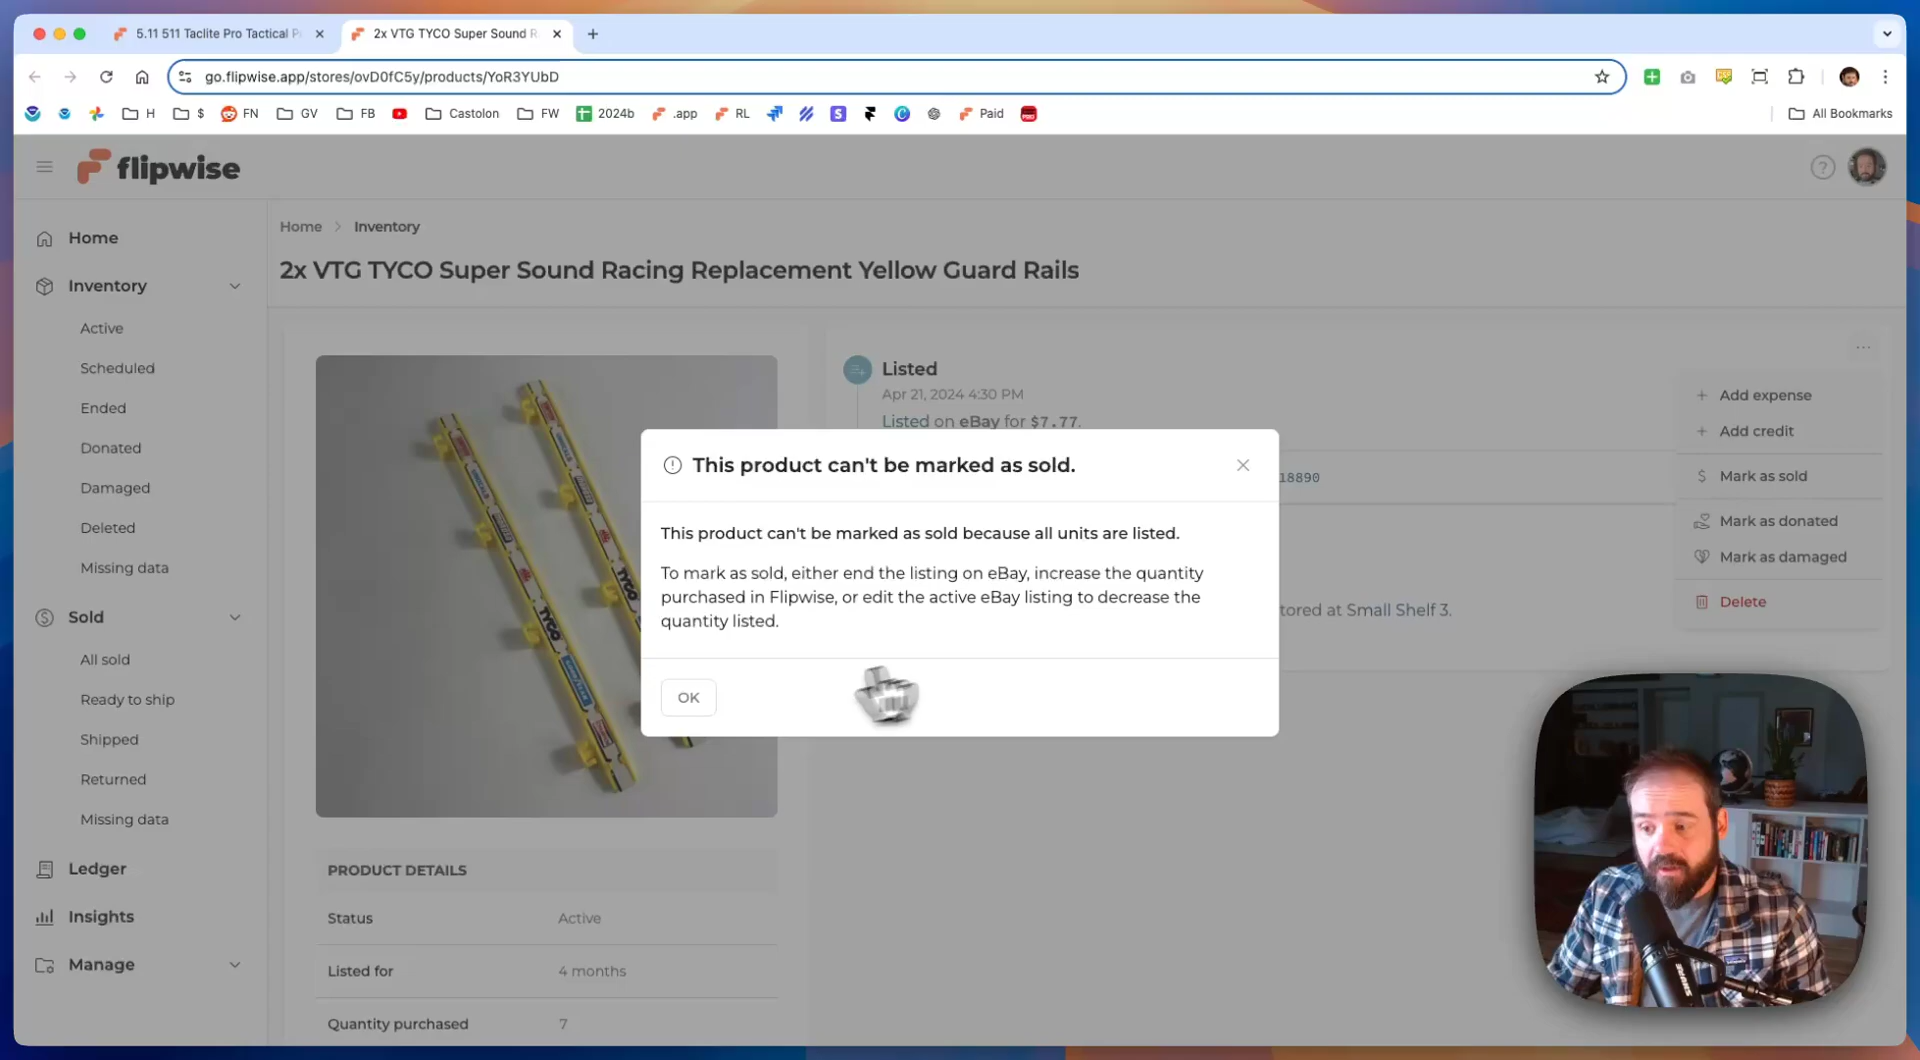 5.11 511 Taclite Pro Tactical P
2x VTG TYCO Super Sound R
go.flipwise.app/stores/ovD0fC5y/products/YoR3YUbD
H
$
FN
GV
FB
Castolon
FW
2024b
.app
RL
S
C
Paid
All Bookmarks
flipwise
?
Home
Inventory
Active
Scheduled
Ended
Donated
Damaged
Deleted
Missing data
Sold
All sold
Ready to ship
Shipped
Returned
Missing data
Ledger
Insights
Manage
Home > Inventory
2x VTG TYCO Super Sound Racing Replacement Yellow Guard Rails
TYCO
TYCO
Listed
Apr 21, 2024 4:30 PM
Listed on eBay for $7.77.
18890
tored at Small Shelf 3.
Add expense
Add credit
Mark as sold
Mark as donated
Mark as damaged
Delete
This product can't be marked as sold.
This product can't be marked as sold because all units are listed.
To mark as sold, either end the listing on eBay, increase the quantity
purchased in Flipwise, or edit the active eBay listing to decrease the
quantity listed.
OK
PRODUCT DETAILS
Status Active
Listed for 4 months
Quantity purchased 7
SHURE